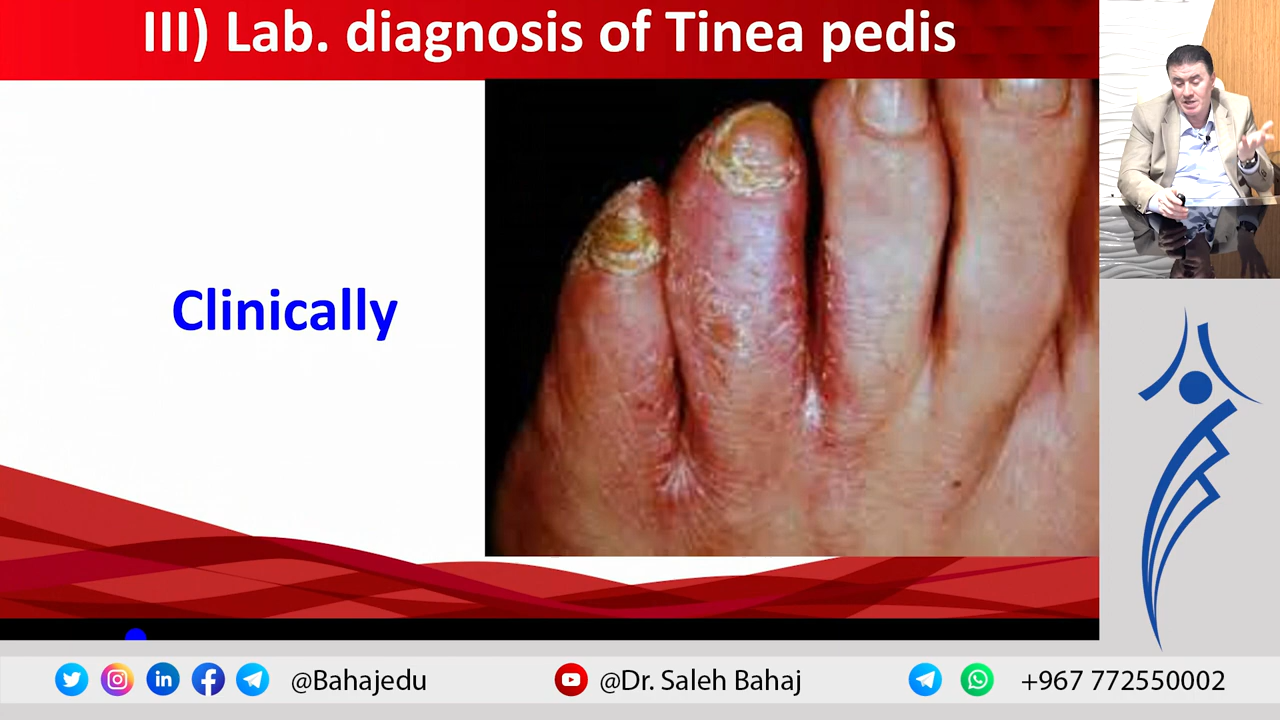 III) Lab. diagnosis of Tinea pedis
Clinically
@Bahajedu
@Dr. Saleh Bahaj
+967 772550002